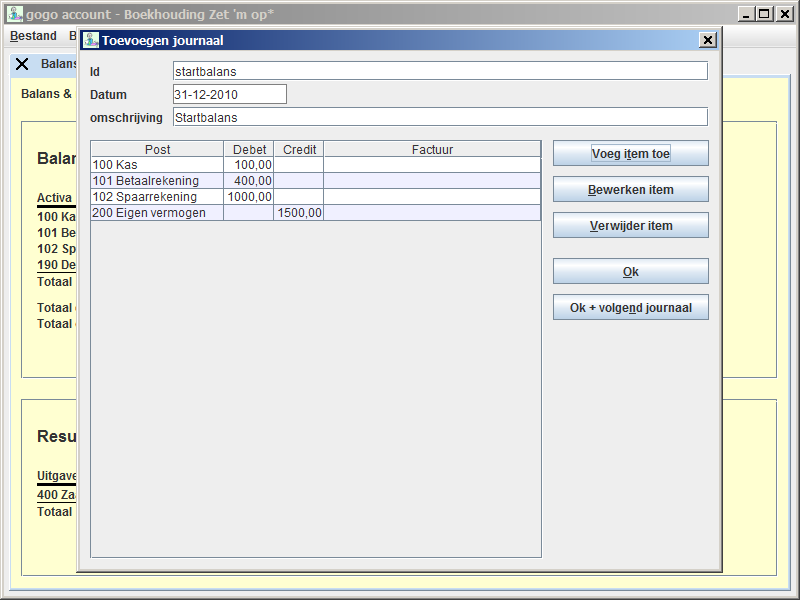 gogo account - Boekhouding Zet 'm op*
Bestand B
Toevoegen journaal
Balans
Balans &
Id startbalans
Datum 31-12-2010
omschrijving Startbalans
Post Debet Credit Factuur
100 Kas 100,00
101 Betaalrekening 400,00
102 Spaarrekening 1000,00
200 Eigen vermogen 1500,00
Voeg item toe
Bewerken item
Verwijder item
Ok
Ok + volgend journaal
Balan
Activa
100 Ka
101 Be
102 Sp
190 De
Totaal
Totaal
Totaal
Resu
Uitgave
400 Zaa
Totaal